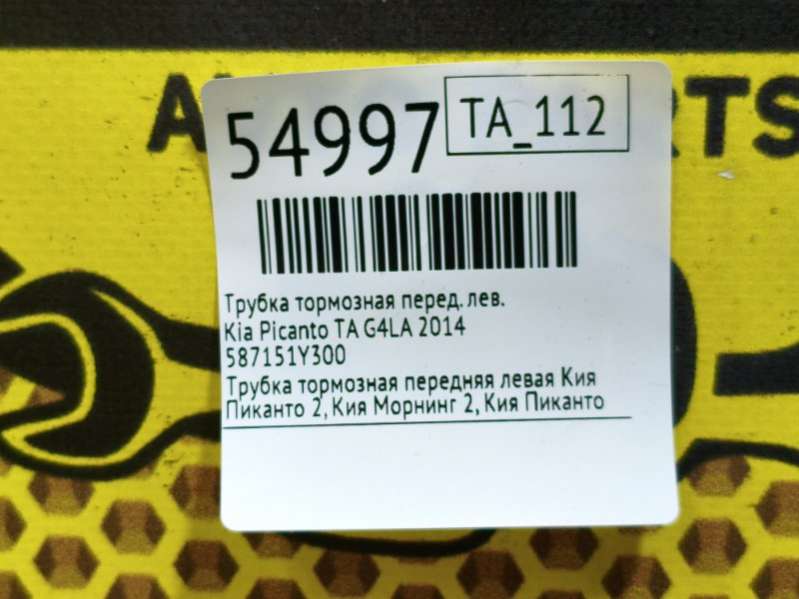 54997
TA_112
Трубка тормозная перед. лев.
Kia Picanto TA G4LA 2014
587151Y300
Трубка тормозная передняя левая Кия
Пиканто 2, Кия Морнинг 2, Кия Пиканто